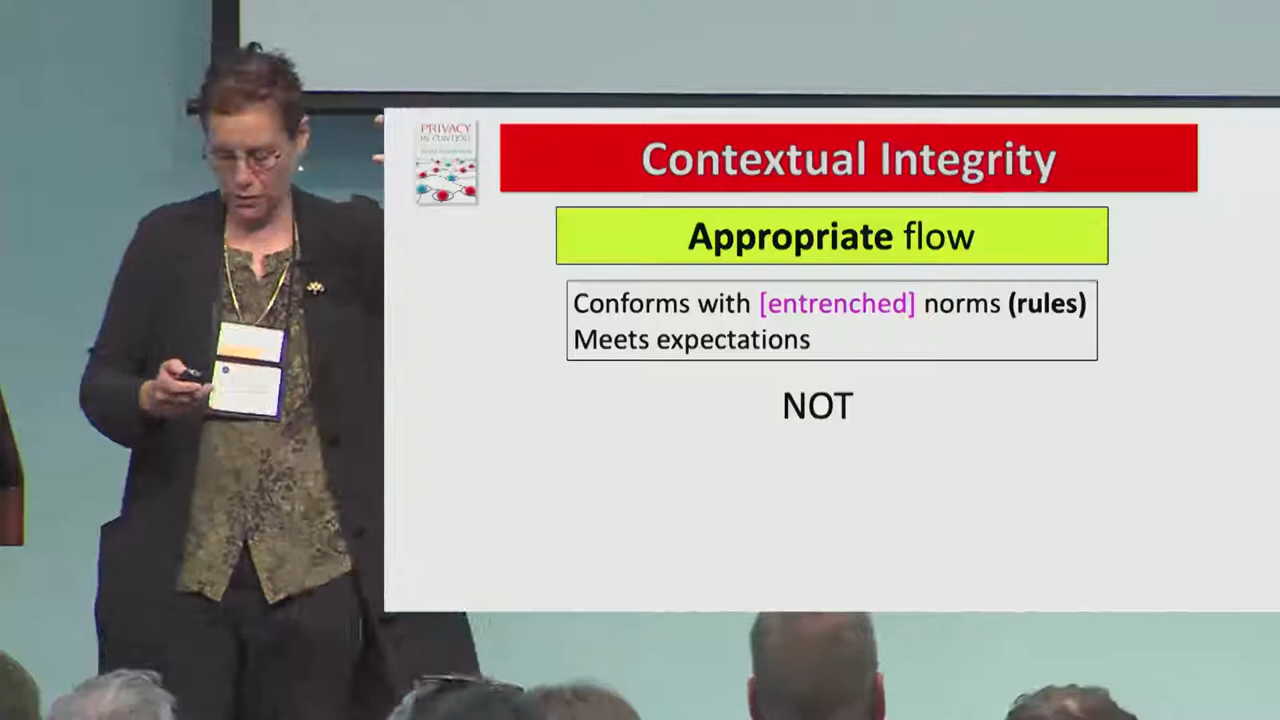 PRIVACY
IN CONTEXT
Contextual Integrity
Appropriate flow
Conforms with [entrenched] norms (rules)
Meets expectations
NOT